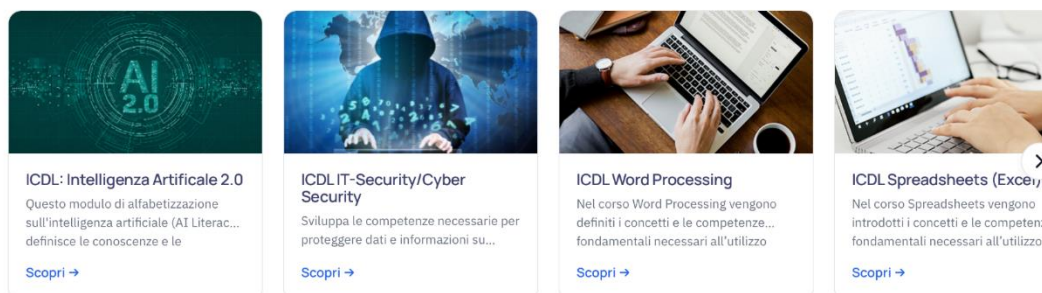 AI
2.0
ICDL: Intelligenza Artificale 2.0
Questo modulo di alfabetizzazione
sull'intelligenza artificiale (AI Literac...
definisce le conoscenze e le
Scopri →
ICDL IT-Security/Cyber
Security
Sviluppa le competenze necessarie per
proteggere dati e informazioni su...
Scopri →
ICDL Word Processing
Nel corso Word Processing vengono
definiti i concetti e le competenze...
fondamentali necessari all'utilizzo
Scopri →
ICDL Spreadsheets (Excel)
Nel corso Spreadsheets vengono
introdotti i concetti e le
fondamentali necessari all'utilizzo
Scopri →